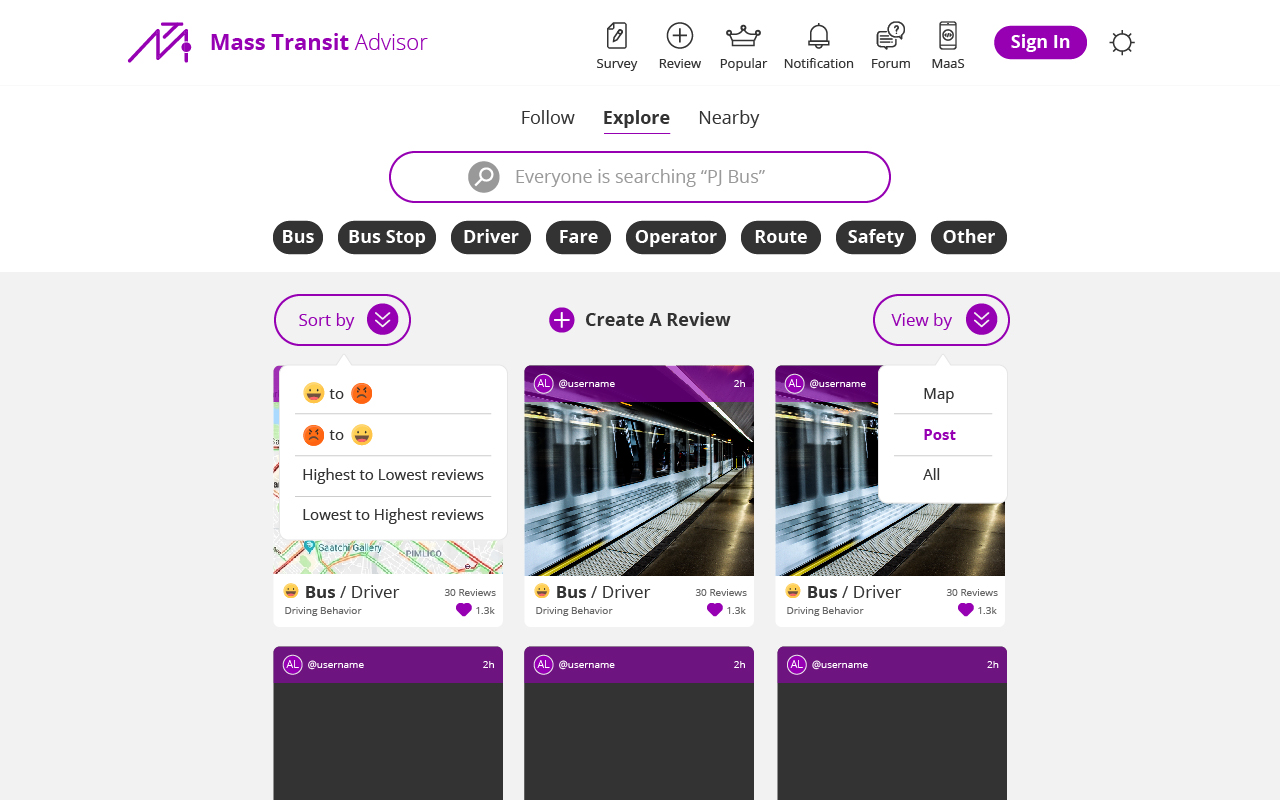 Mass Transit Advisor
Survey
Review
Popular
Notification
Forum
MaaS
Sign In
Follow
Explore
Nearby
Everyone is searching “PJ Bus”
Bus
Bus Stop
Driver
Fare
Operator
Route
Safety
Other
Sort by
Create A Review
View by
to
to
Highest to Lowest reviews
Lowest to Highest reviews
Map
Post
All
Saatchi Gallery
PIMLICO
Bus / Driver
30 Reviews
Driving Behavior
1.3k
AL @username
2h
Bus / Driver
30 Reviews
Driving Behavior
1.3k
AL @username
Bus / Driver
30 Reviews
Driving Behavior
1.3k
AL @username
2h
AL @username
2h
AL @username
2h